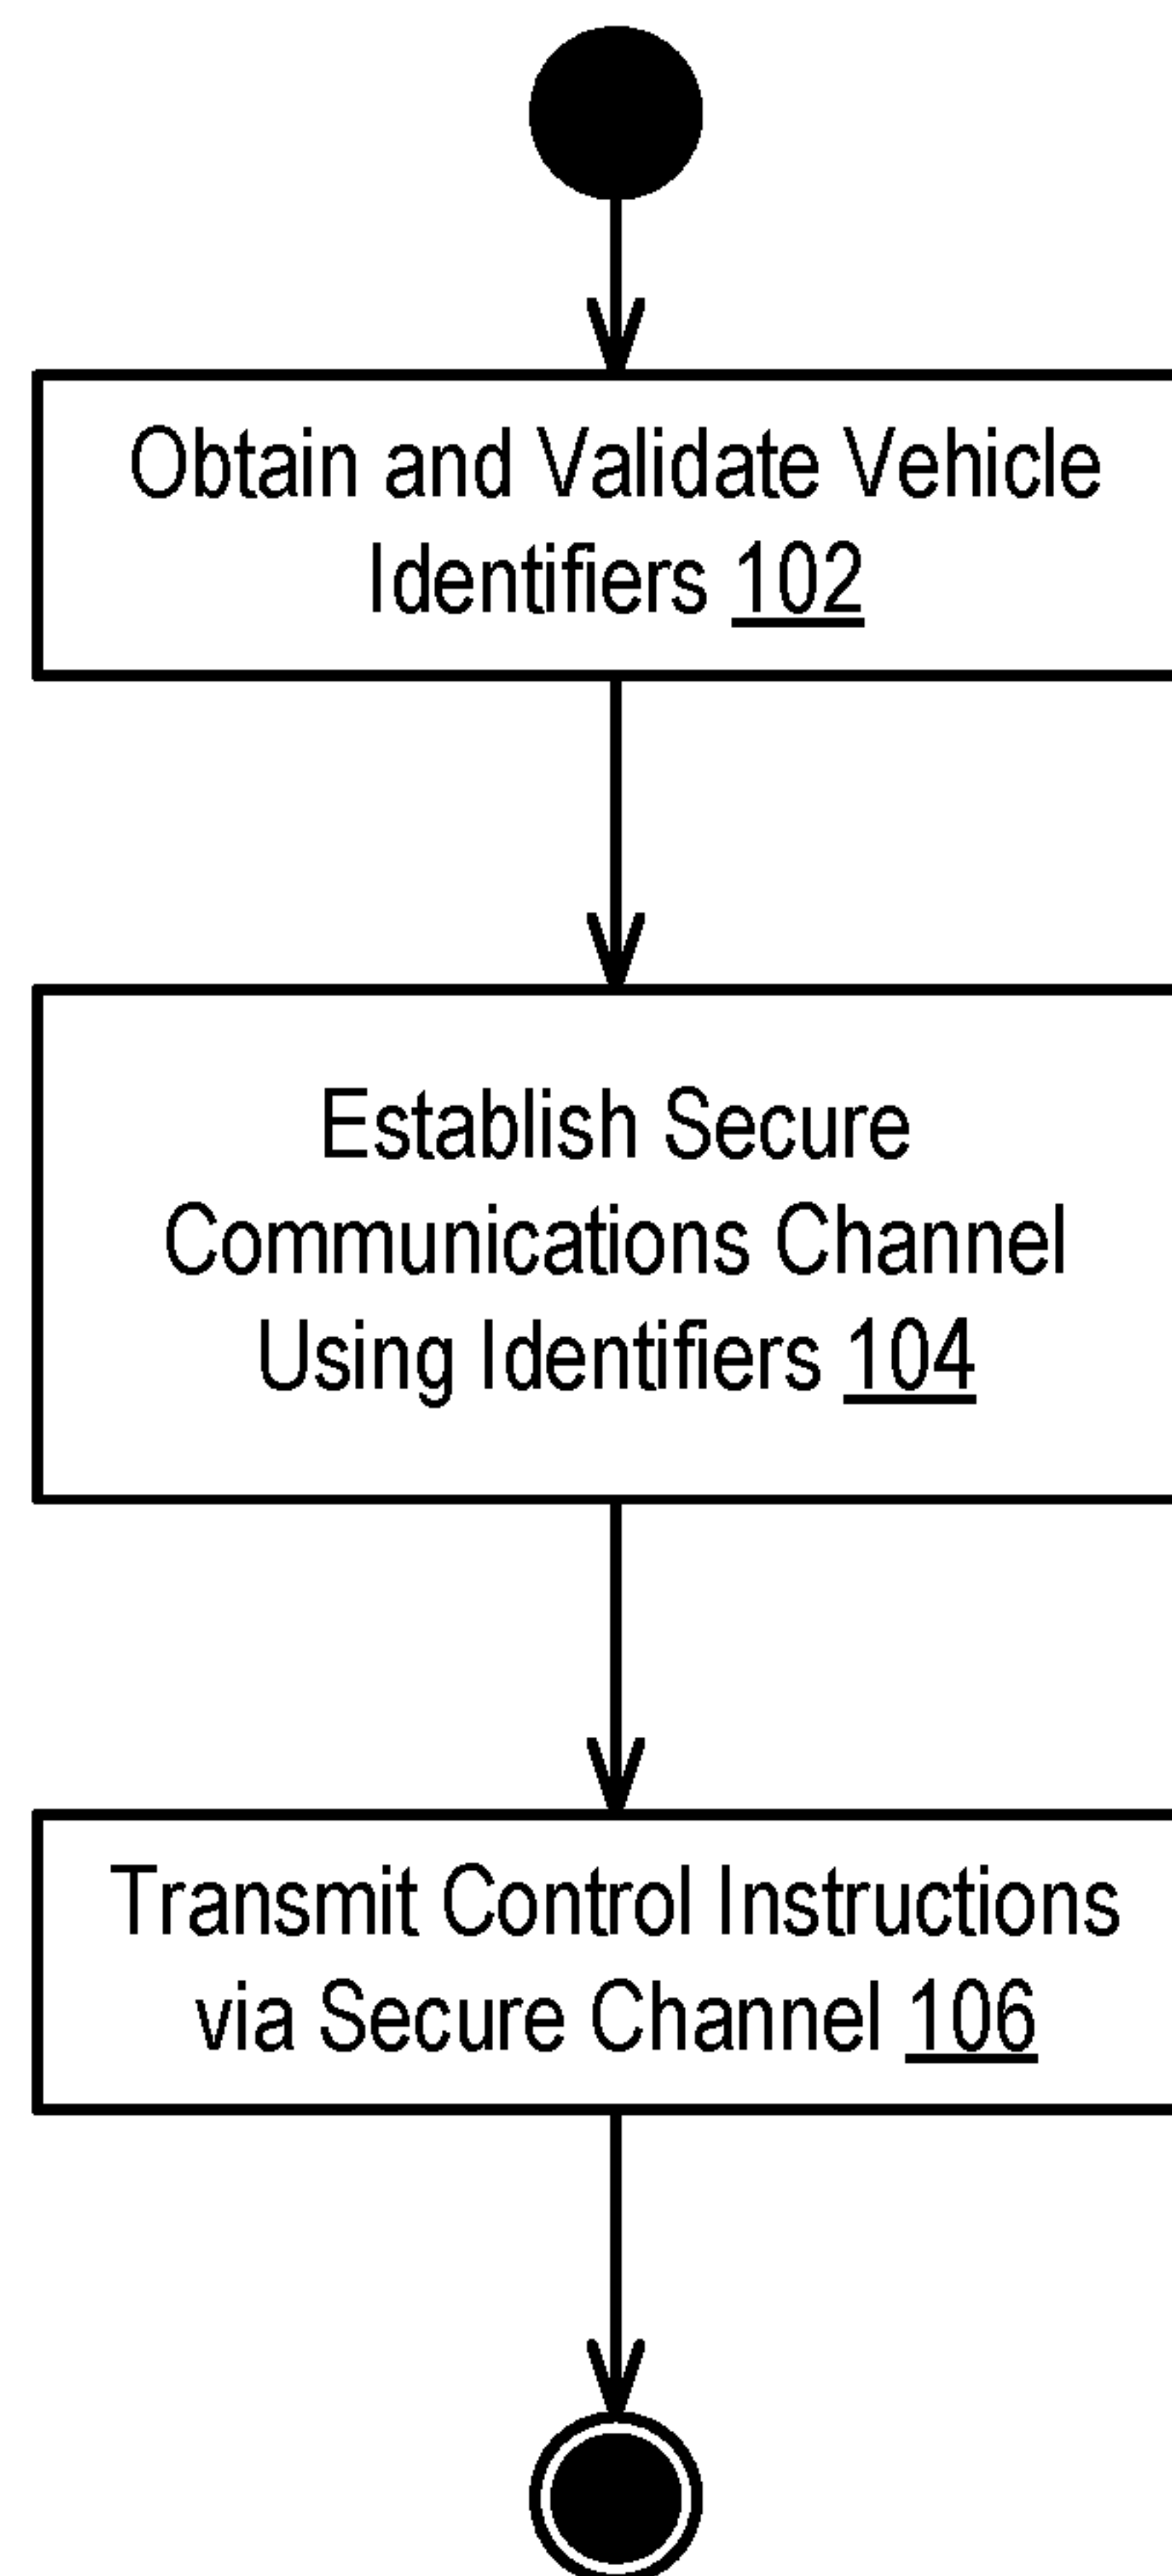 Obtain and Validate Vehicle
Identifiers 102
Establish Secure
Communications Channel
Using Identifiers 104
Transmit Control Instructions
via Secure Channel 106